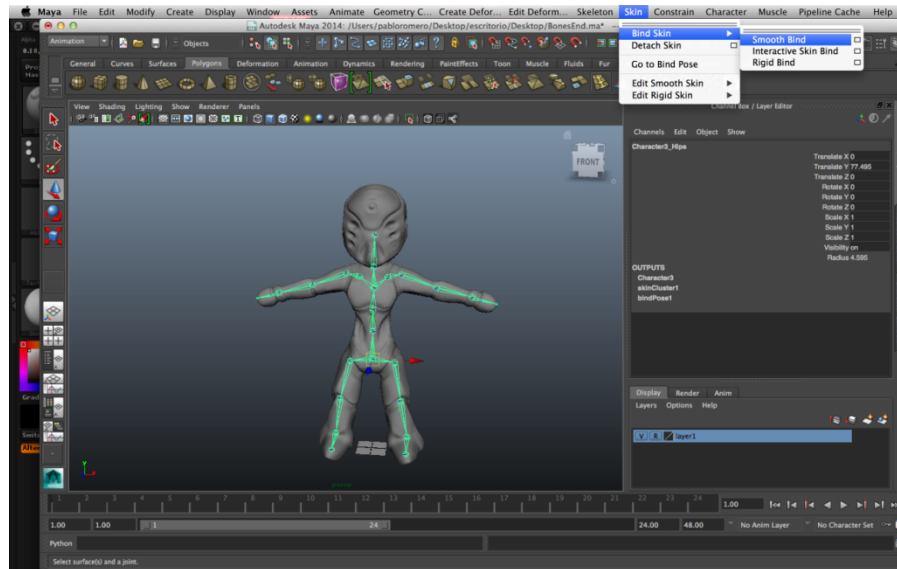 Maya File Edit Modify Create Display Window Assets Animate Geometry C... Create Defor... Edit Deform... Skeleton Skin Constrain Character Muscle Pipeline Cache Help
Autodesk Maya 2014: /Users/pabloromero/Desktop/escritorio/Desktop/BonesEnd.ma*
Bind Skin
Smooth Bind
Detach Skin
Interactive Skin Bind
Go to Bind Pose
Rigid Bind
Edit Smooth Skin
Edit Rigid Skin
Animation
Objects
General Curves Surfaces Polygons Deformation Animation Dynamics Rendering PaintEffects Toon Muscle Fluids Fur
View Shading Lighting Show Renderer Panels
Channel Box / Layer Editor
Channels Edit Object Show
Character3_Hips
Translate X 0
Translate Y 77.495
Translate Z 0
Rotate X 0
Rotate Y 0
Rotate Z 0
Scale X 1
Scale Y 1
Scale Z 1
Visibility on
Radius 4.595
OUTPUTS
Character3
skinCluster1
bindPose1
FRONT
Display Render Anim
Layers Options Help
V R layer1
persp
1 2 3 4 5 6 7 8 9 10 11 12 13 14 15 16 17 18 19 20 21 22 23 24
1.00
1.00 1.00 1 24 24.00 48.00 No Anim Layer No Character Set
Python
Select surface(s) and a joint.